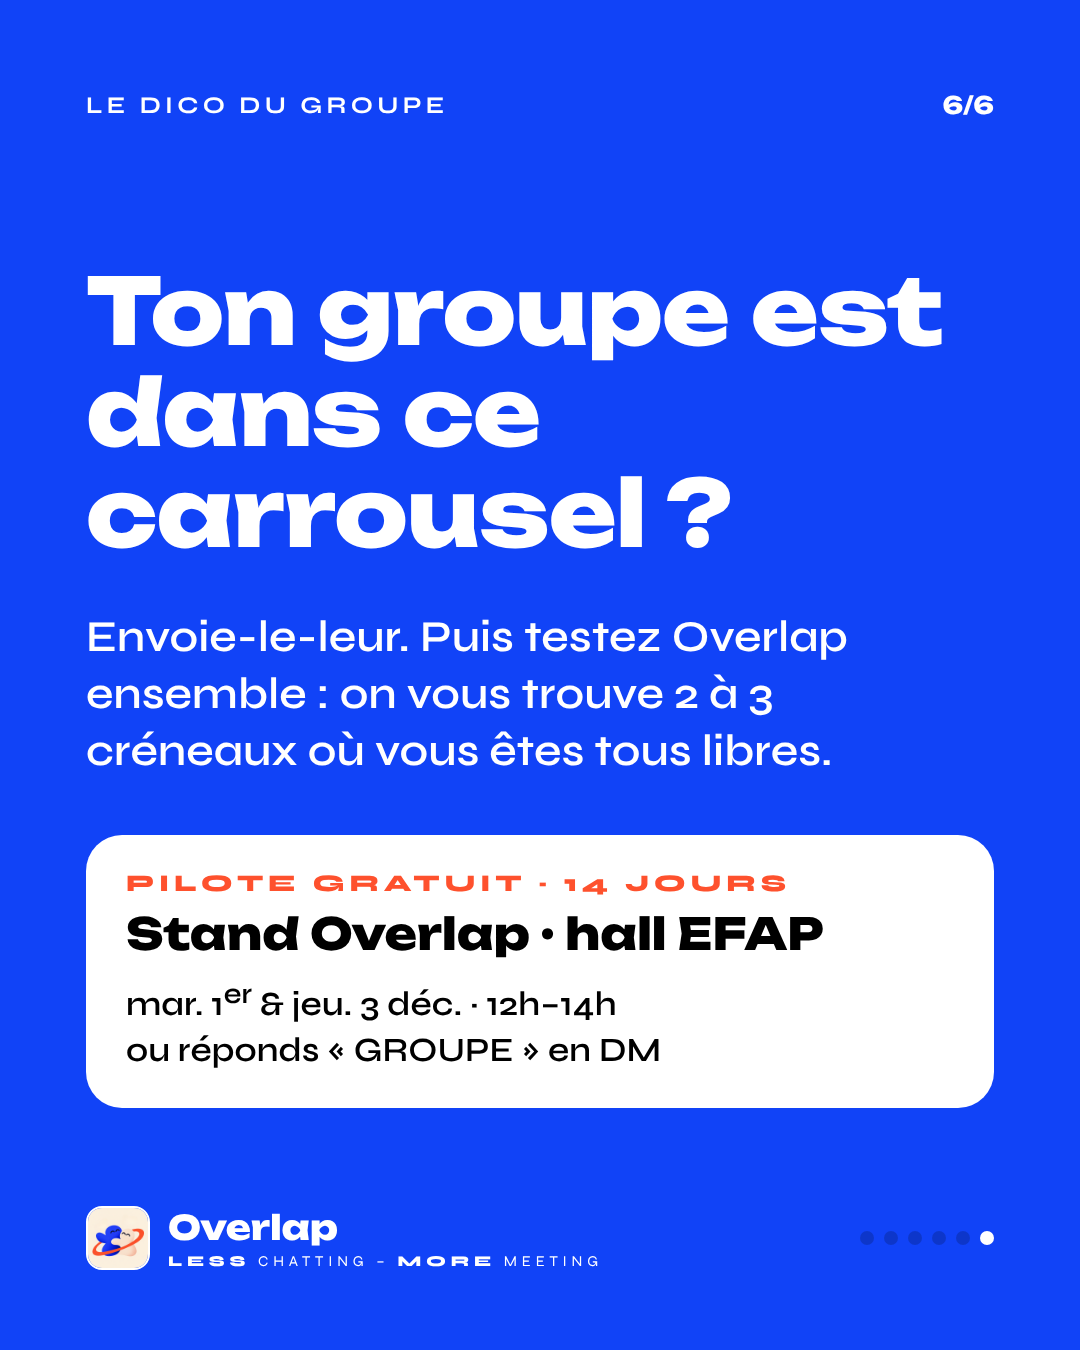 LE DICO DU GROUPE
6/6
Ton groupe est
dans ce
carrousel ?
Envoie-le-leur. Puis testez Overlap
ensemble : on vous trouve 2 à 3
créneaux où vous êtes tous libres.
PILOTE GRATUIT · 14 JOURS
Stand Overlap · hall EFAP
mar. 1er & jeu. 3 déc. · 12h–14h
ou réponds « GROUPE » en DM
Overlap
LESS CHATTING – MORE MEETING